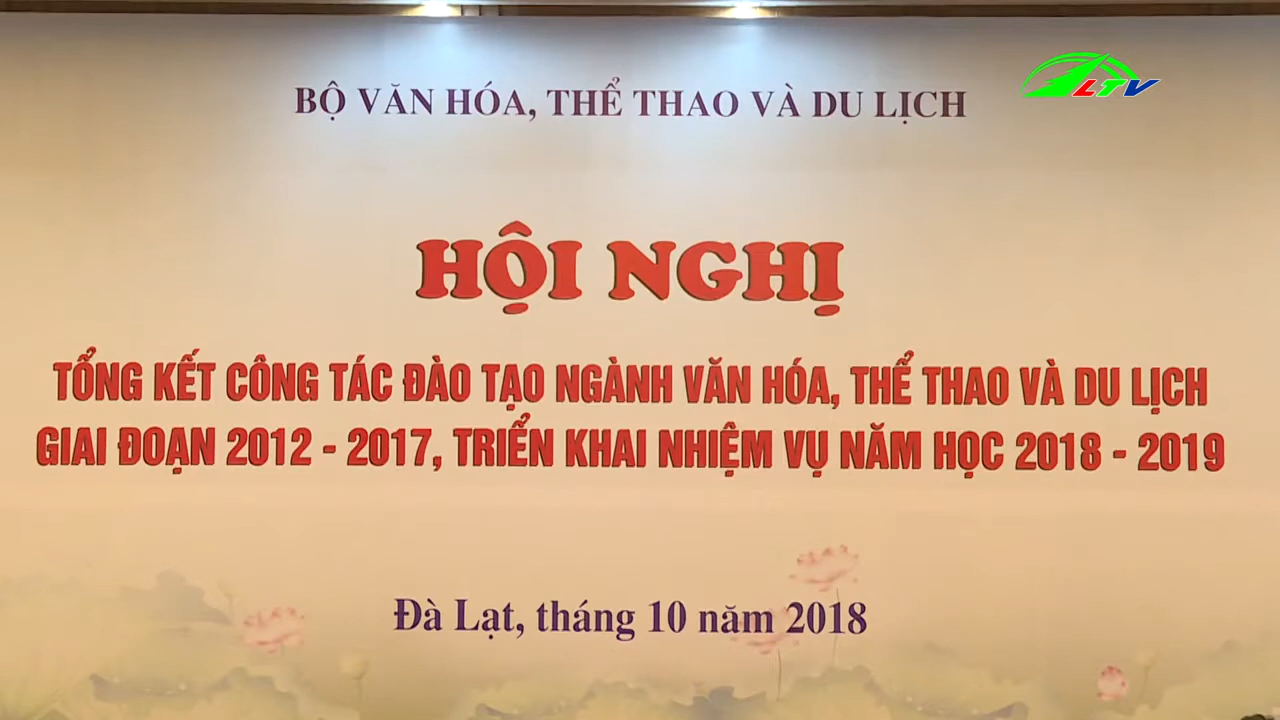 BỘ VĂN HÓA, THỂ THAO VÀ DU LỊCH
LTV
HỘI NGHỊ
TỔNG KẾT CÔNG TÁC ĐÀO TẠO NGÀNH VĂN HÓA, THỂ THAO VÀ DU LỊCH
GIAI ĐOẠN 2012 - 2017, TRIỂN KHAI NHIỆM VỤ NĂM HỌC 2018 - 2019
Đà Lạt, tháng 10 năm 2018